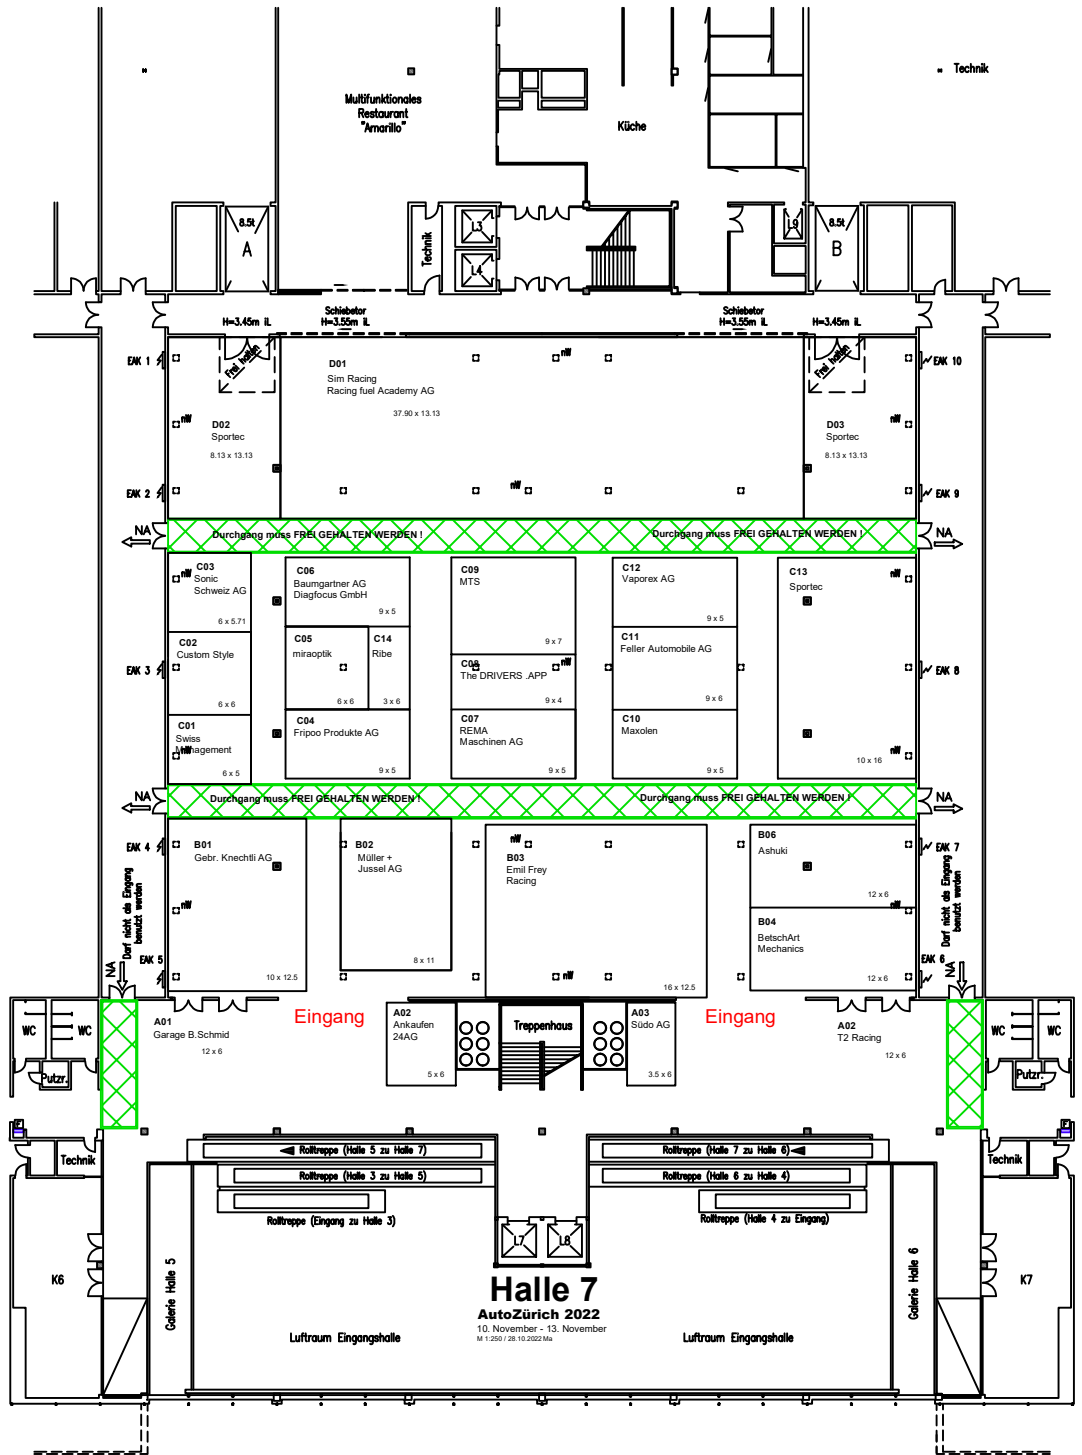 Multifunktionales
Restaurant
"Amarillo"
Küche
Technik
8.5t
A
Technik
L3
L4
L9
8.5t
B
H=3.45m iL
Schiebetor
H=3.55m iL
Schiebetor
H=3.55m iL
H=3.45m iL
EAK 1
Frei halten
D01
Sim Racing
Racing fuel Academy AG
37.90 x 13.13
nW
Frei halten
EAK 10
nW
D02
Sportec
8.13 x 13.13
D03
Sportec
8.13 x 13.13
nW
EAK 2
nW
EAK 9
NA
Durchgang muss FREI GEHALTEN WERDEN !
Durchgang muss FREI GEHALTEN WERDEN !
NA
C03
Sonic
Schweiz AG
6 x 5.71
nW
C06
Baumgartner AG
Diagfocus GmbH
9 x 5
C09
MTS
9 x 7
C12
Vaporex AG
9 x 5
C13
Sportec
10 x 16
nW
C02
Custom Style
6 x 6
EAK 3
C05
miraoptik
6 x 6
C14
Ribe
3 x 6
C08
The DRIVERS .APP
9 x 4
nW
C11
Feller Automobile AG
9 x 6
EAK 8
C01
Swiss
Management
6 x 5
nW
C04
Fripoo Produkte AG
9 x 5
C07
REMA
Maschinen AG
9 x 5
C10
Maxolen
9 x 5
nW
NA
Durchgang muss FREI GEHALTEN WERDEN !
Durchgang muss FREI GEHALTEN WERDEN !
NA
EAK 4
B01
Gebr. Knechtli AG
10 x 12.5
nW
B02
Müller +
Jussel AG
8 x 11
nW
B03
Emil Frey
Racing
16 x 12.5
nW
B06
Ashuki
12 x 6
EAK 7
nW
B04
BetschArt
Mechanics
12 x 6
Darf nicht als Eingang
benutzt werden
Darf nicht als Eingang
benutzt werden
EAK 5
EAK 6
NA
NA
WC
WC
A01
Garage B.Schmid
12 x 6
Eingang
A02
Ankaufen
24AG
5 x 6
Treppenhaus
A03
Südo AG
3.5 x 6
Eingang
A02
T2 Racing
12 x 6
WC
WC
Putzr.
Putzr.
F
F
Technik
Rolltreppe (Halle 5 zu Halle 7)
Rolltreppe (Halle 7 zu Halle 6)
Technik
Rolltreppe (Halle 3 zu Halle 5)
Rolltreppe (Halle 6 zu Halle 4)
Rolltreppe (Eingang zu Halle 3)
Rolltreppe (Halle 4 zu Eingang)
L7
L8
K6
Galerie Halle 5
Galerie Halle 6
K7
Halle 7
AutoZürich 2022
10. November - 13. November
M 1:250 / 28.10.2022 Ma
Luftraum Eingangshalle
Luftraum Eingangshalle